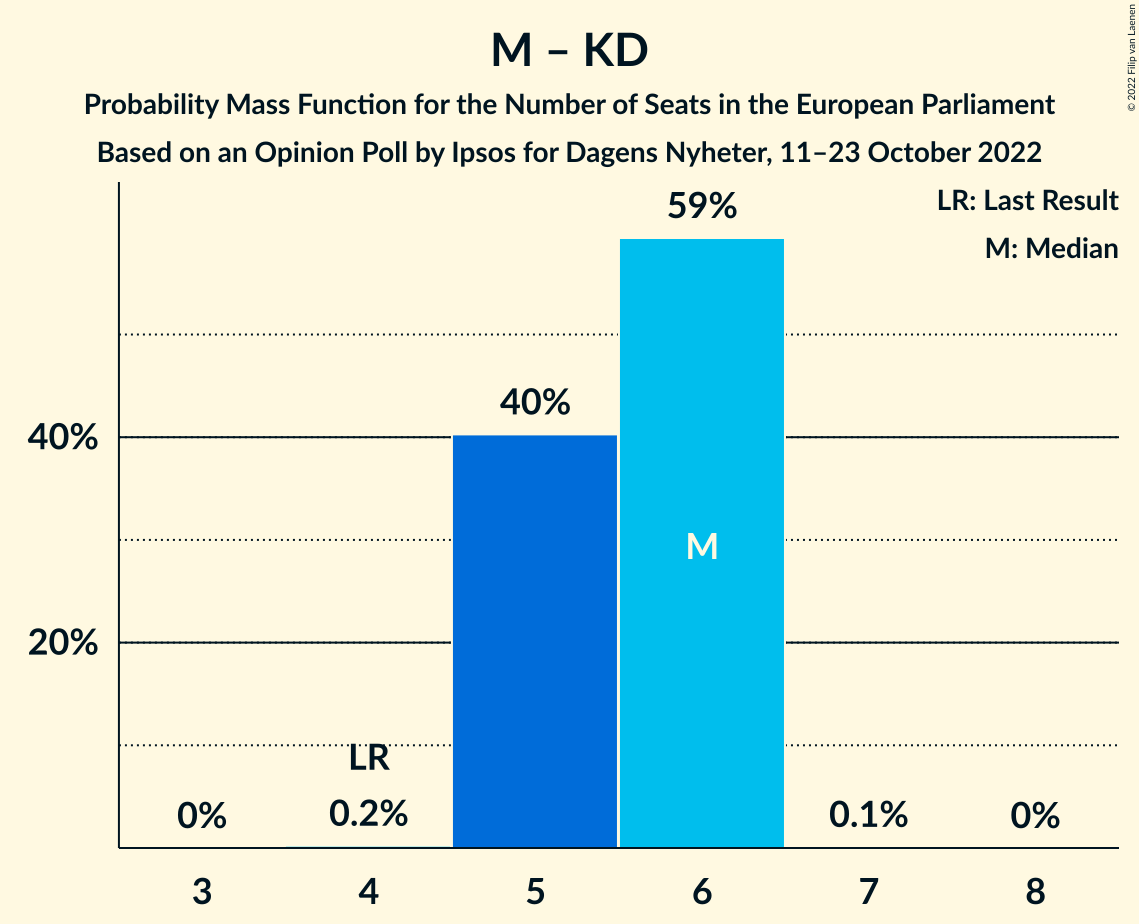 M – KD
Probability Mass Function for the Number of Seats in the European Parliament
Based on an Opinion Poll by Ipsos for Dagens Nyheter, 11–23 October 2022
© 2022 Filip van Laenen
LR: Last Result
M: Median
59%
40%
40%
M
20%
LR
0%
0.2%
0.1%
0%
3
4
5
6
7
8